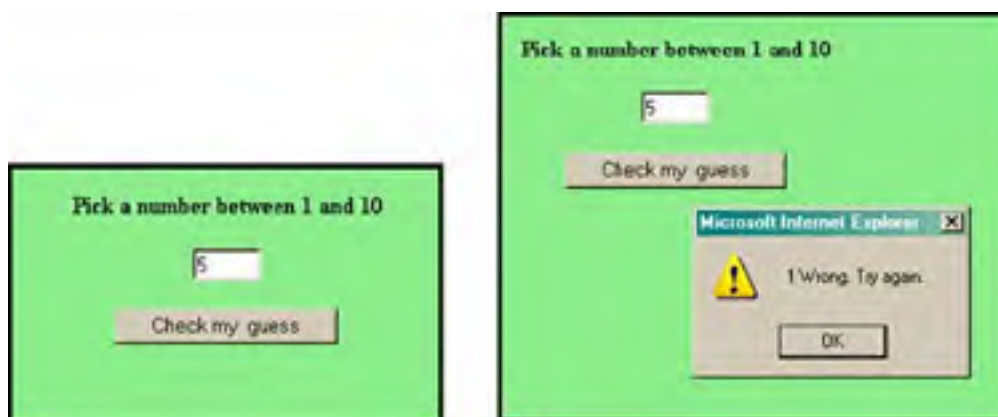 Pick a number between 1 and 10
5
Check my guess
Pick a number between 1 and 10
5
Check my guess
Microsoft Internet Explorer
1 Wrong. Try again.
OK